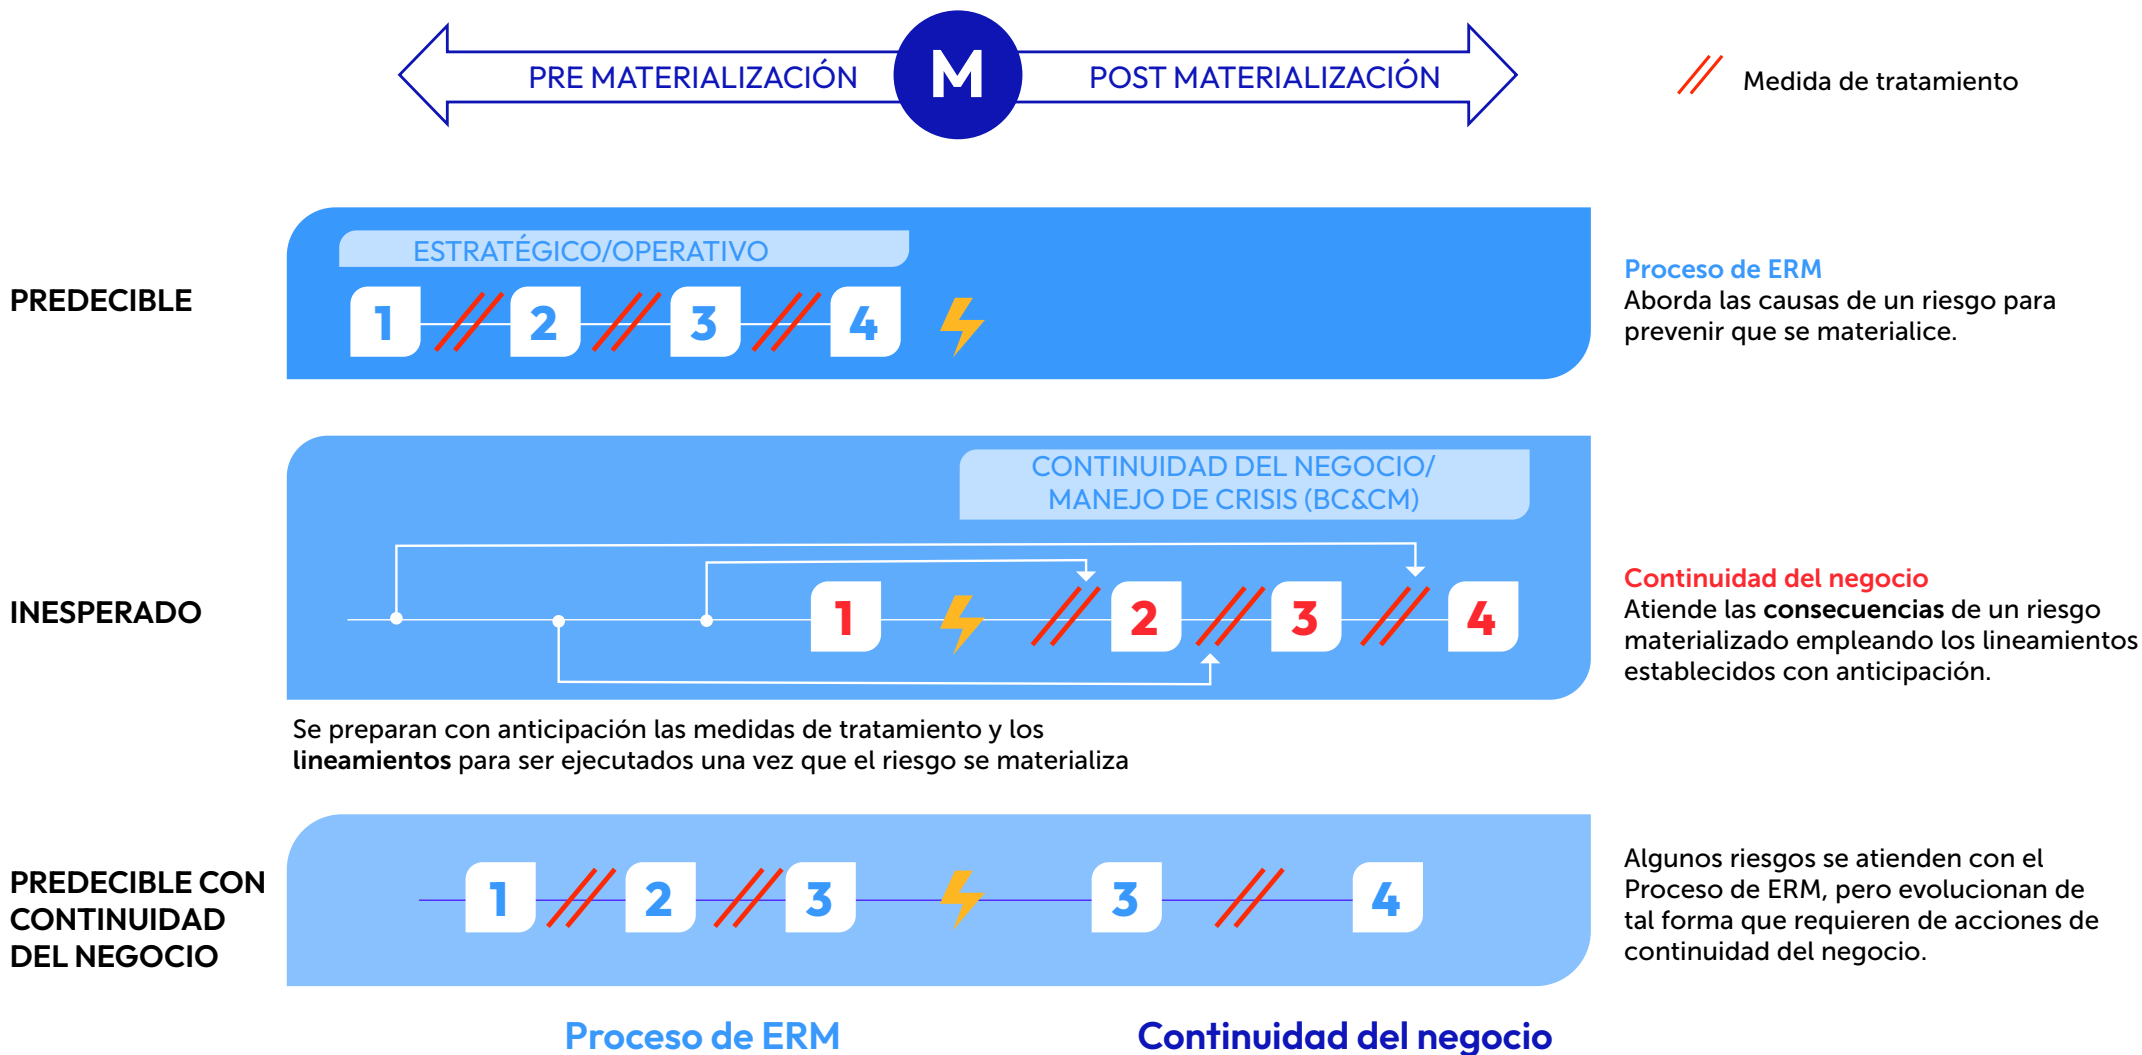 PRE MATERIALIZACIÓN
M
POST MATERIALIZACIÓN
Medida de tratamiento
PREDECIBLE
ESTRATÉGICO/OPERATIVO
1
2
3
4
Proceso de ERM
Aborda las causas de un riesgo para
prevenir que se materialice.
INESPERADO
CONTINUIDAD DEL NEGOCIO/
MANEJO DE CRISIS (BC&CM)
1
2
3
4
Continuidad del negocio
Atiende las consecuencias de un riesgo
materializado empleando los lineamientos
establecidos con anticipación.
Se preparan con anticipación las medidas de tratamiento y los
lineamientos para ser ejecutados una vez que el riesgo se materializa
PREDECIBLE CON
CONTINUIDAD
DEL NEGOCIO
1
2
3
3
4
Algunos riesgos se atienden con el
Proceso de ERM, pero evolucionan de
tal forma que requieren de acciones de
continuidad del negocio.
Proceso de ERM
Continuidad del negocio